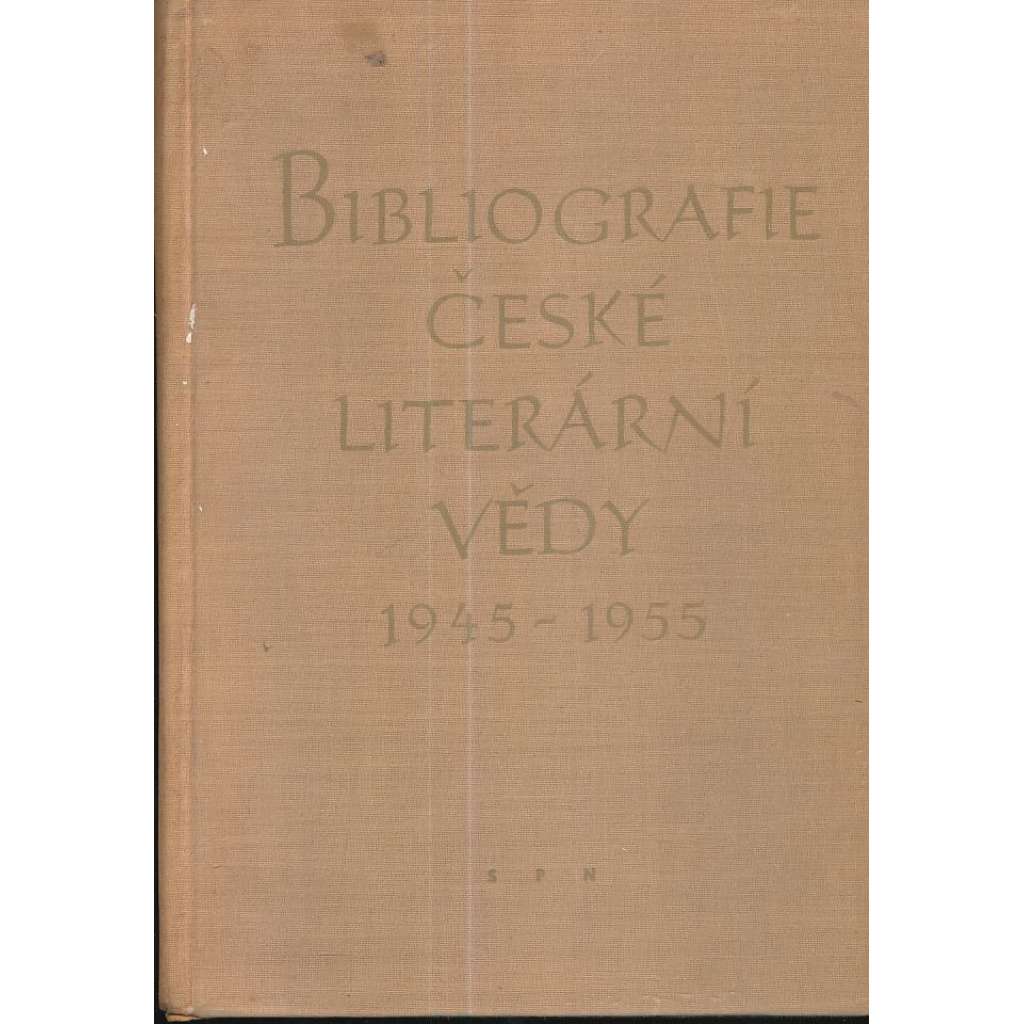 BIBLIOGRAFIE
ČESKÉ
LITERÁRNÍ
VĚDY
1945 - 1955
S P N